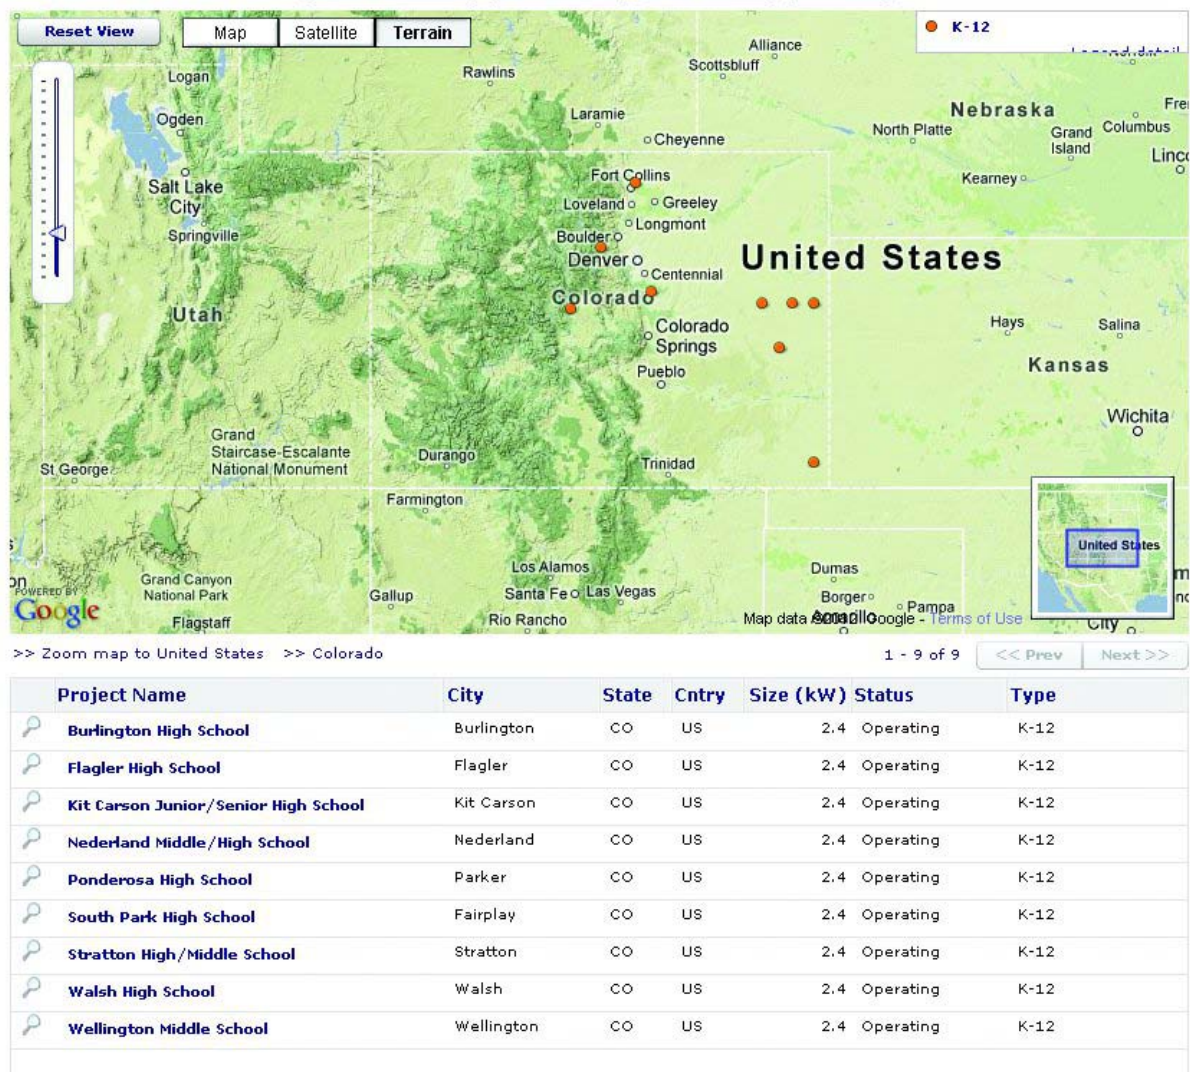 Reset View Map Satellite Terrain K-12
Alliance
Scottsbluff
Logan
Rawlins
Ogden
Laramie
Nebraska
Fre
Cheyenne
North Platte
Grand Island
Columbus
Linc
Salt Lake City
Fort Collins
Kearney
Loveland
Greeley
Springville
Longmont
Boulder
Denver
United States
Centennial
Colorado
Utah
Colorado Springs
Hays
Salina
Pueblo
Kansas
Wichita
Grand Staircase-Escalante National Monument
St George
Durango
Trinidad
Farmington
United States
Los Alamos
Dumas
Grand Canyon National Park
Gallup
Santa Fe
Las Vegas
Borger
Pampa
POWERED BY
Google
Flagstaff
Rio Rancho
Map data Google - Terms of Use
City
>> Zoom map to United States >> Colorado 1 - 9 of 9 << Prev Next >>
Project Name City State Cntry Size (kW) Status Type
Burlington High School Burlington CO US 2.4 Operating K-12
Flagler High School Flagler CO US 2.4 Operating K-12
Kit Carson Junior/Senior High School Kit Carson CO US 2.4 Operating K-12
Nederland Middle/High School Nederland CO US 2.4 Operating K-12
Ponderosa High School Parker CO US 2.4 Operating K-12
South Park High School Fairplay CO US 2.4 Operating K-12
Stratton High/Middle School Stratton CO US 2.4 Operating K-12
Walsh High School Walsh CO US 2.4 Operating K-12
Wellington Middle School Wellington CO US 2.4 Operating K-12